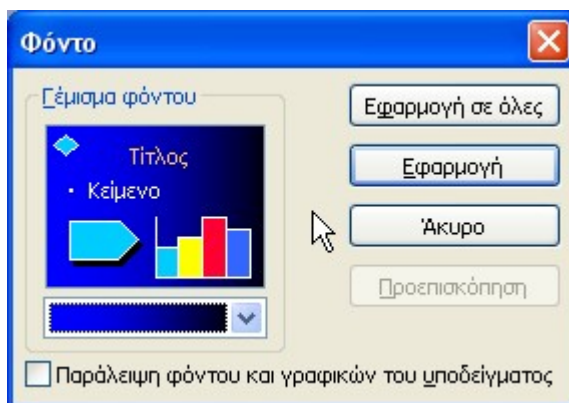 Φόντο
Γέμισμα φόντου
Τίτλος
• Κείμενο
Εφαρμογή σε όλες
Εφαρμογή
Άκυρο
Προεπισκόπηση
Παράλειψη φόντου και γραφικών του υποδείγματος